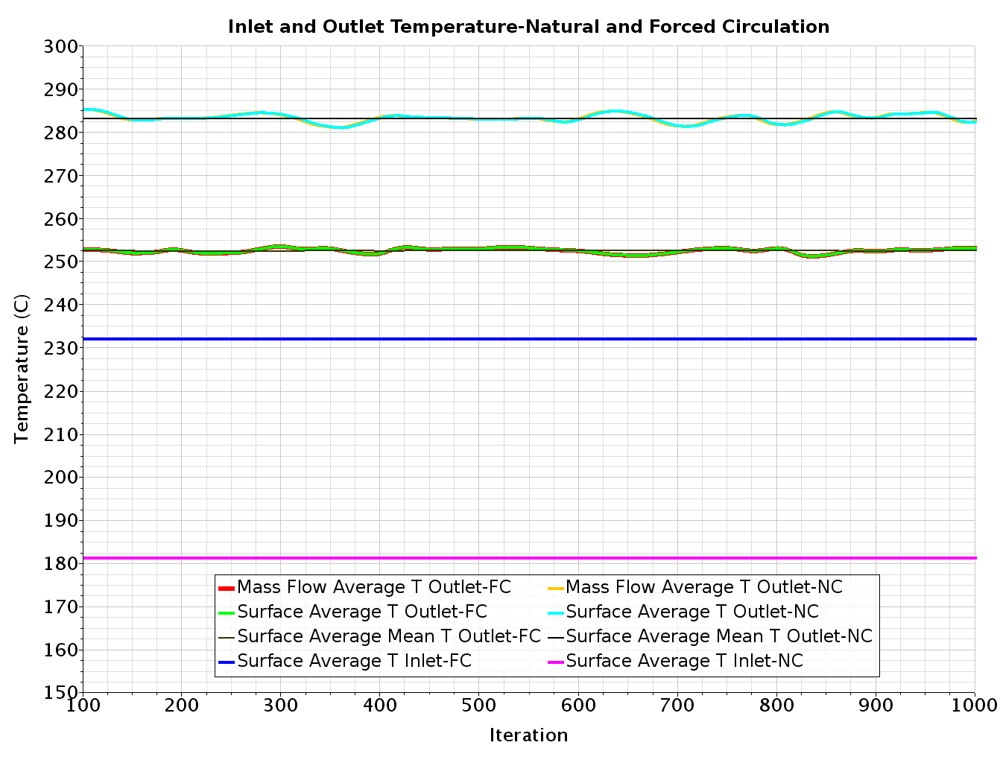 Inlet and Outlet Temperature-Natural and Forced Circulation
300
290
280
270
260
250
240
230
220
210
200
190
180
170
160
150
Temperature (C)
Mass Flow Average T Outlet-FC
Mass Flow Average T Outlet-NC
Surface Average T Outlet-FC
Surface Average T Outlet-NC
Surface Average Mean T Outlet-FC
Surface Average Mean T Outlet-NC
Surface Average T Inlet-FC
Surface Average T Inlet-NC
100 200 300 400 500 600 700 800 900 1000
Iteration